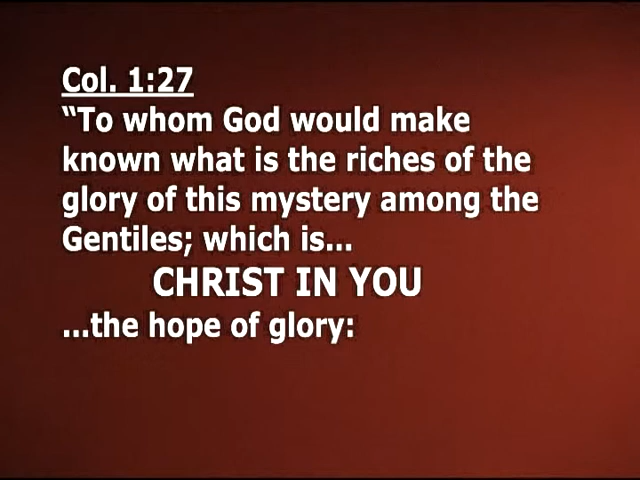 Col. 1:27
“To whom God would make
known what is the riches of the
glory of this mystery among the
Gentiles; which is...
CHRIST IN YOU
...the hope of glory: